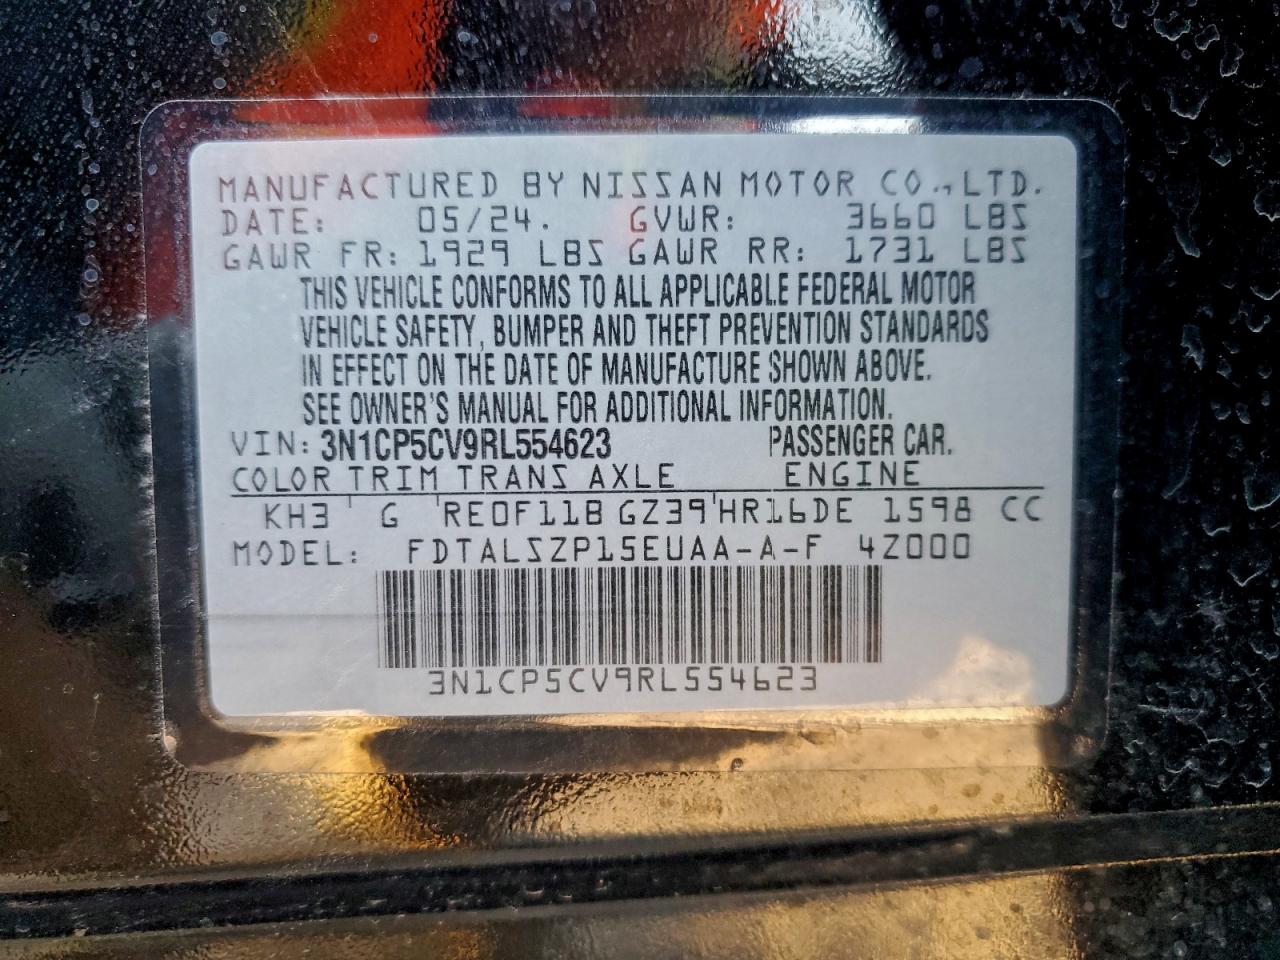 MANUFACTURED BY NISSAN MOTOR CO., LTD.
DATE: 05/24. GVWR: 3660 LBS
GAWR FR: 1929 LBS GAWR RR: 1731 LBS
THIS VEHICLE CONFORMS TO ALL APPLICABLE FEDERAL MOTOR
VEHICLE SAFETY, BUMPER AND THEFT PREVENTION STANDARDS
IN EFFECT ON THE DATE OF MANUFACTURE SHOWN ABOVE.
SEE OWNER'S MANUAL FOR ADDITIONAL INFORMATION.
VIN: 3N1CP5CV9RL554623 PASSENGER CAR.
COLOR TRIM TRANS AXLE ENGINE
KH3 G RE0F11B GZ39 HR16DE 1598 CC
MODEL: FDTALSZP15EUAA-A-F 4Z000
3N1CP5CV9RL554623